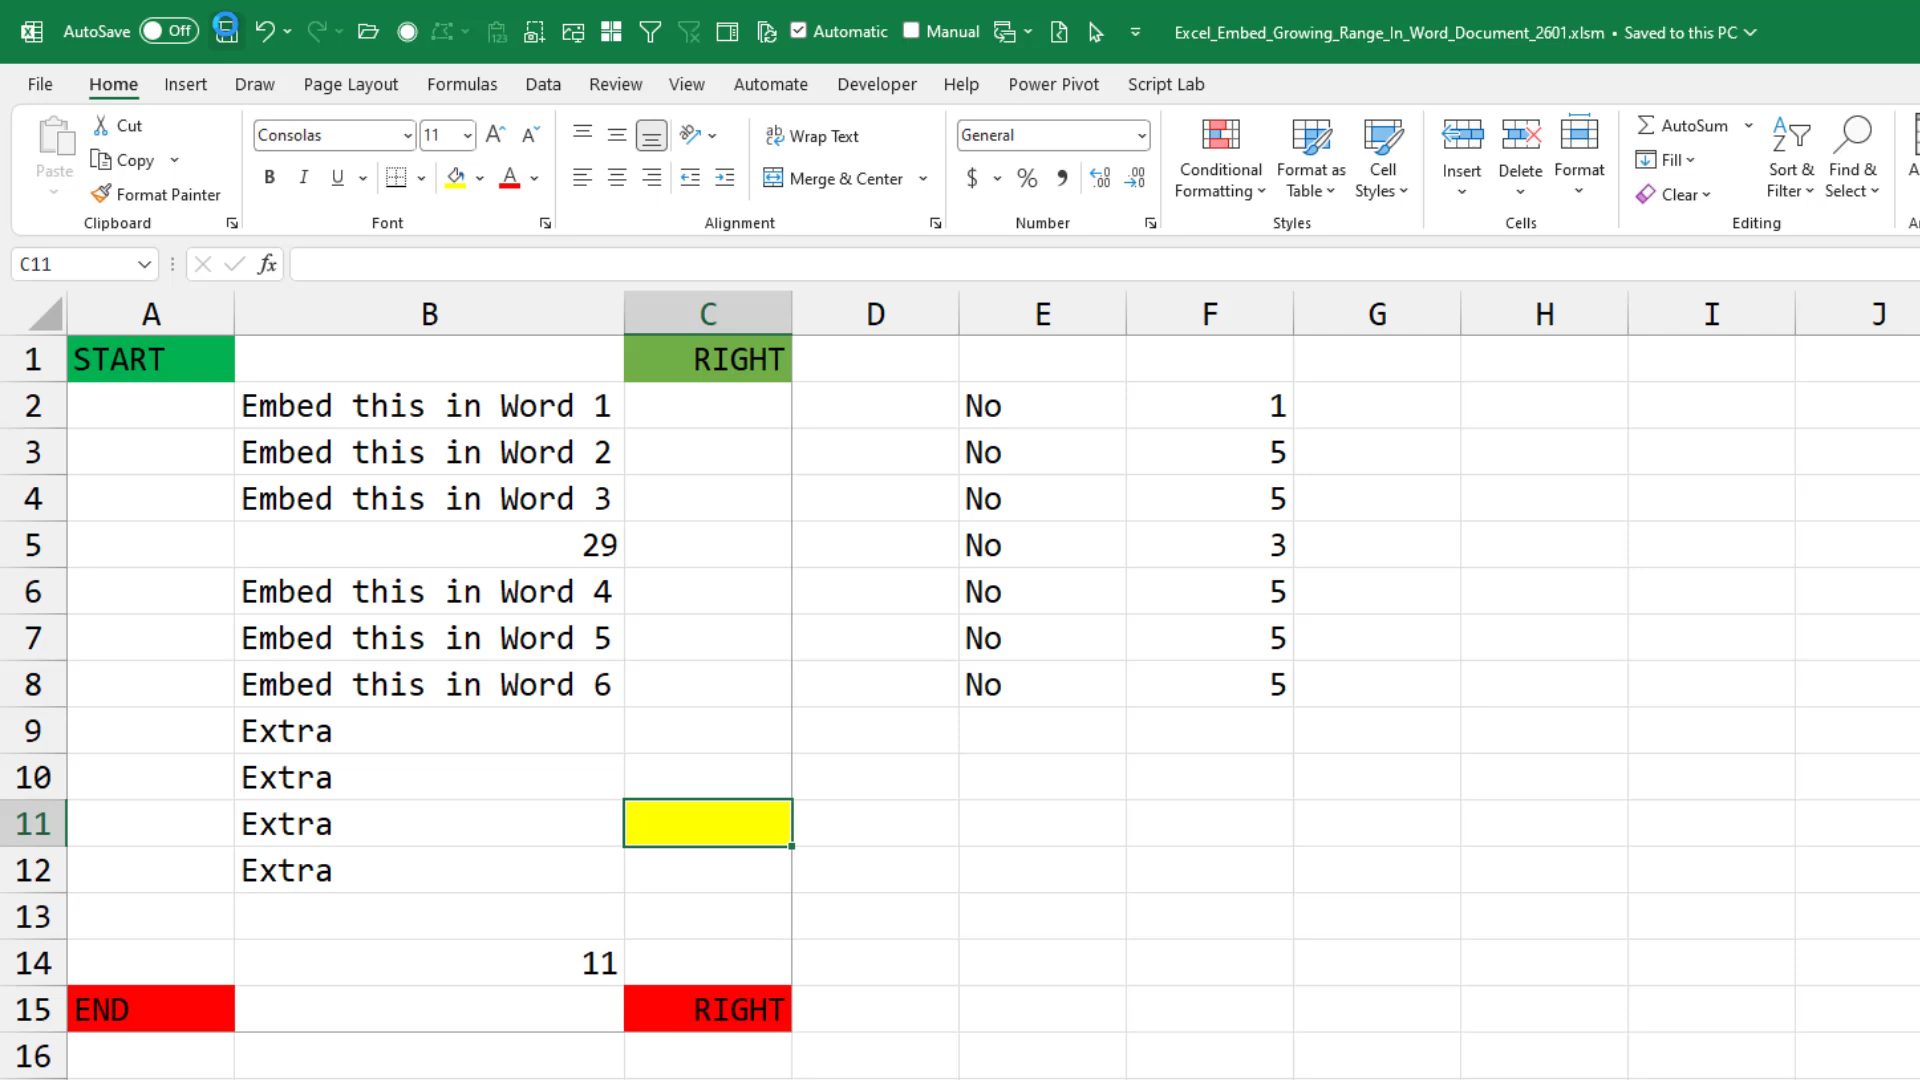 AutoSave Off Automatic Manual Excel_Embed_Growing_Range_In_Word_Document_2601.xlsm • Saved to this PC
File Home Insert Draw Page Layout Formulas Data Review View Automate Developer Help Power Pivot Script Lab
Paste
Cut
Copy
Format Painter
Clipboard
Consolas 11
B I U
Font
Wrap Text
Merge & Center
Alignment
General
Number
Conditional Formatting
Format as Table
Cell Styles
Styles
Insert Delete Format
Cells
AutoSum
Fill
Clear
Sort & Filter
Find & Select
Editing
C11 fx
A B C D E F G H I J
1 START RIGHT
2 Embed this in Word 1 No 1
3 Embed this in Word 2 No 5
4 Embed this in Word 3 No 5
5 29 No 3
6 Embed this in Word 4 No 5
7 Embed this in Word 5 No 5
8 Embed this in Word 6 No 5
9 Extra
10 Extra
11 Extra
12 Extra
13
14 11
15 END RIGHT
16